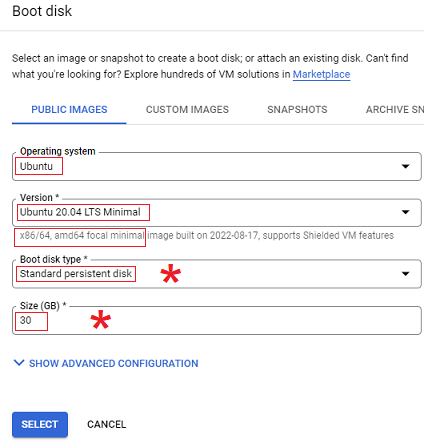 Boot disk
Select an image or snapshot to create a boot disk; or attach an existing disk. Can't find
what you're looking for? Explore hundreds of VM solutions in Marketplace
PUBLIC IMAGES CUSTOM IMAGES SNAPSHOTS ARCHIVE SN
Operating system
Ubuntu
Version *
Ubuntu 20.04 LTS Minimal
x86/64, amd64 focal minimal image built on 2022-08-17, supports Shielded VM features
Boot disk type *
Standard persistent disk *
Size (GB) *
30 *
SHOW ADVANCED CONFIGURATION
SELECT CANCEL